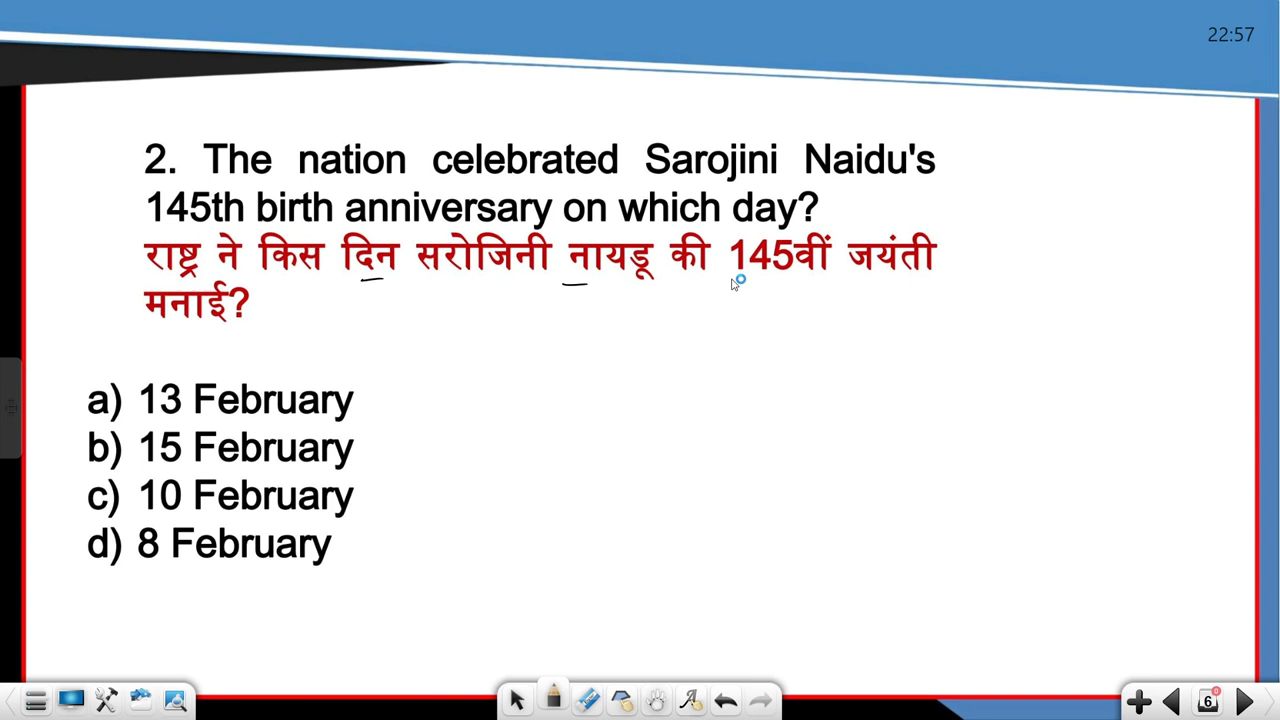 22:57
2. The nation celebrated Sarojini Naidu's
145th birth anniversary on which day?
राष्ट्र ने किस दिन सरोजिनी नायडू की 145वीं जयंती
मनाई?
a) 13 February
b) 15 February
c) 10 February
d) 8 February
6
0